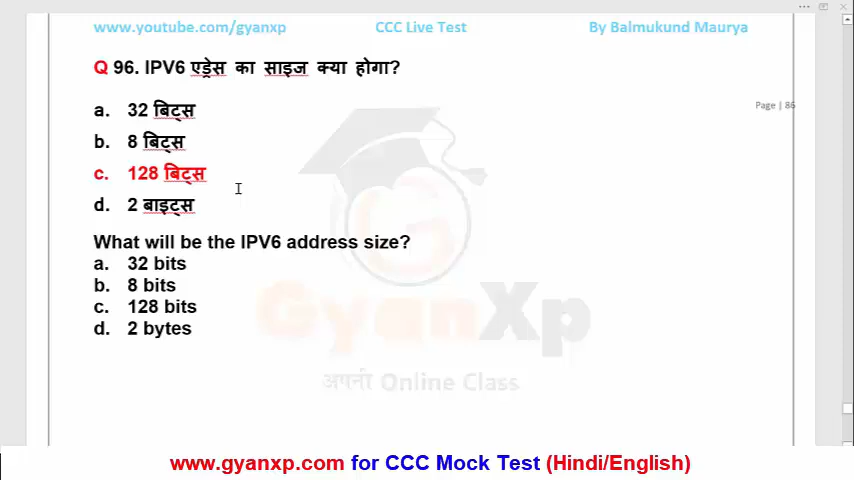 www.youtube.com/gyanxp CCC Live Test By Balmukund Maurya
Q 96. IPV6 एड्रेस का साइज क्या होगा?
a. 32 बिट्स
Page | 86
b. 8 बिट्स
c. 128 बिट्स
d. 2 बाइट्स
What will be the IPV6 address size?
a. 32 bits
b. 8 bits
c. 128 bits
d. 2 bytes
GyanXp
अपनी Online Class
www.gyanxp.com for CCC Mock Test (Hindi/English)